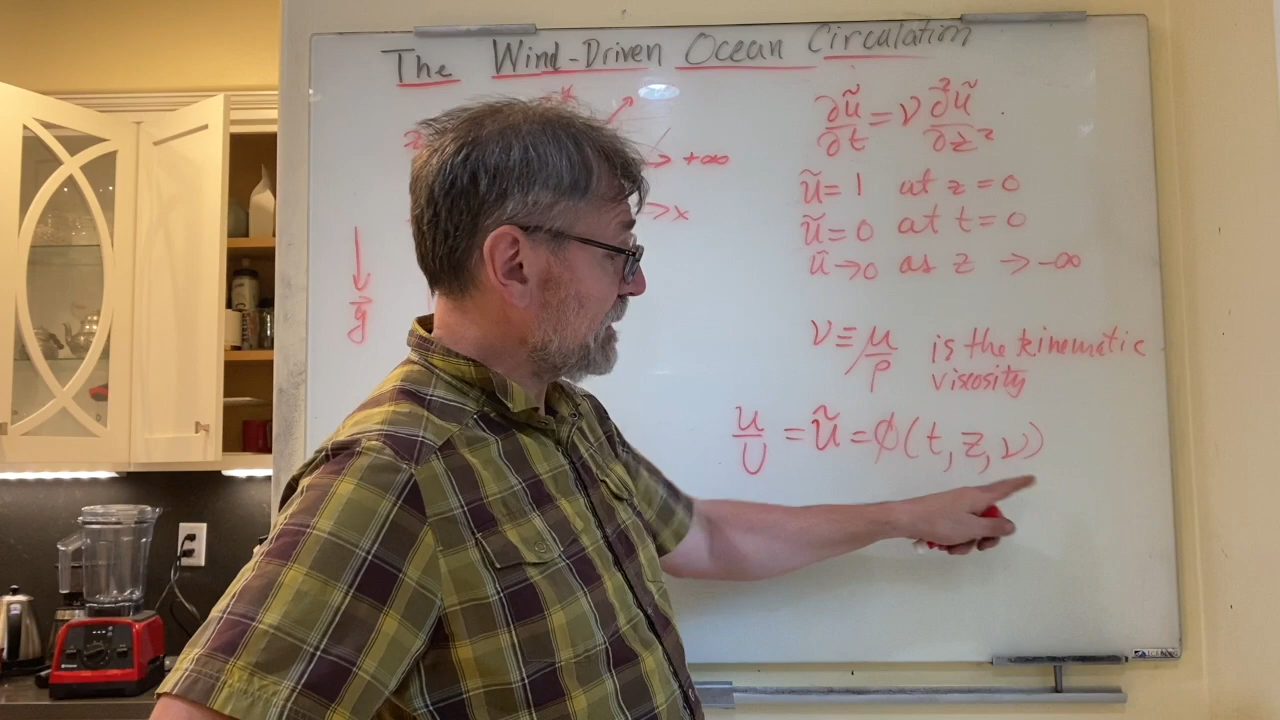 The Wind-Driven Ocean Circulation
→ +∞
→ x
g⃗
∂ũ/∂t = ν ∂²ũ/∂z²
ũ = 1 at z = 0
ũ = 0 at t = 0
ũ → 0 as z → -∞
ν ≡ μ/ρ is the kinematic
viscosity
u/U = ũ = ϕ(t, z, ν)